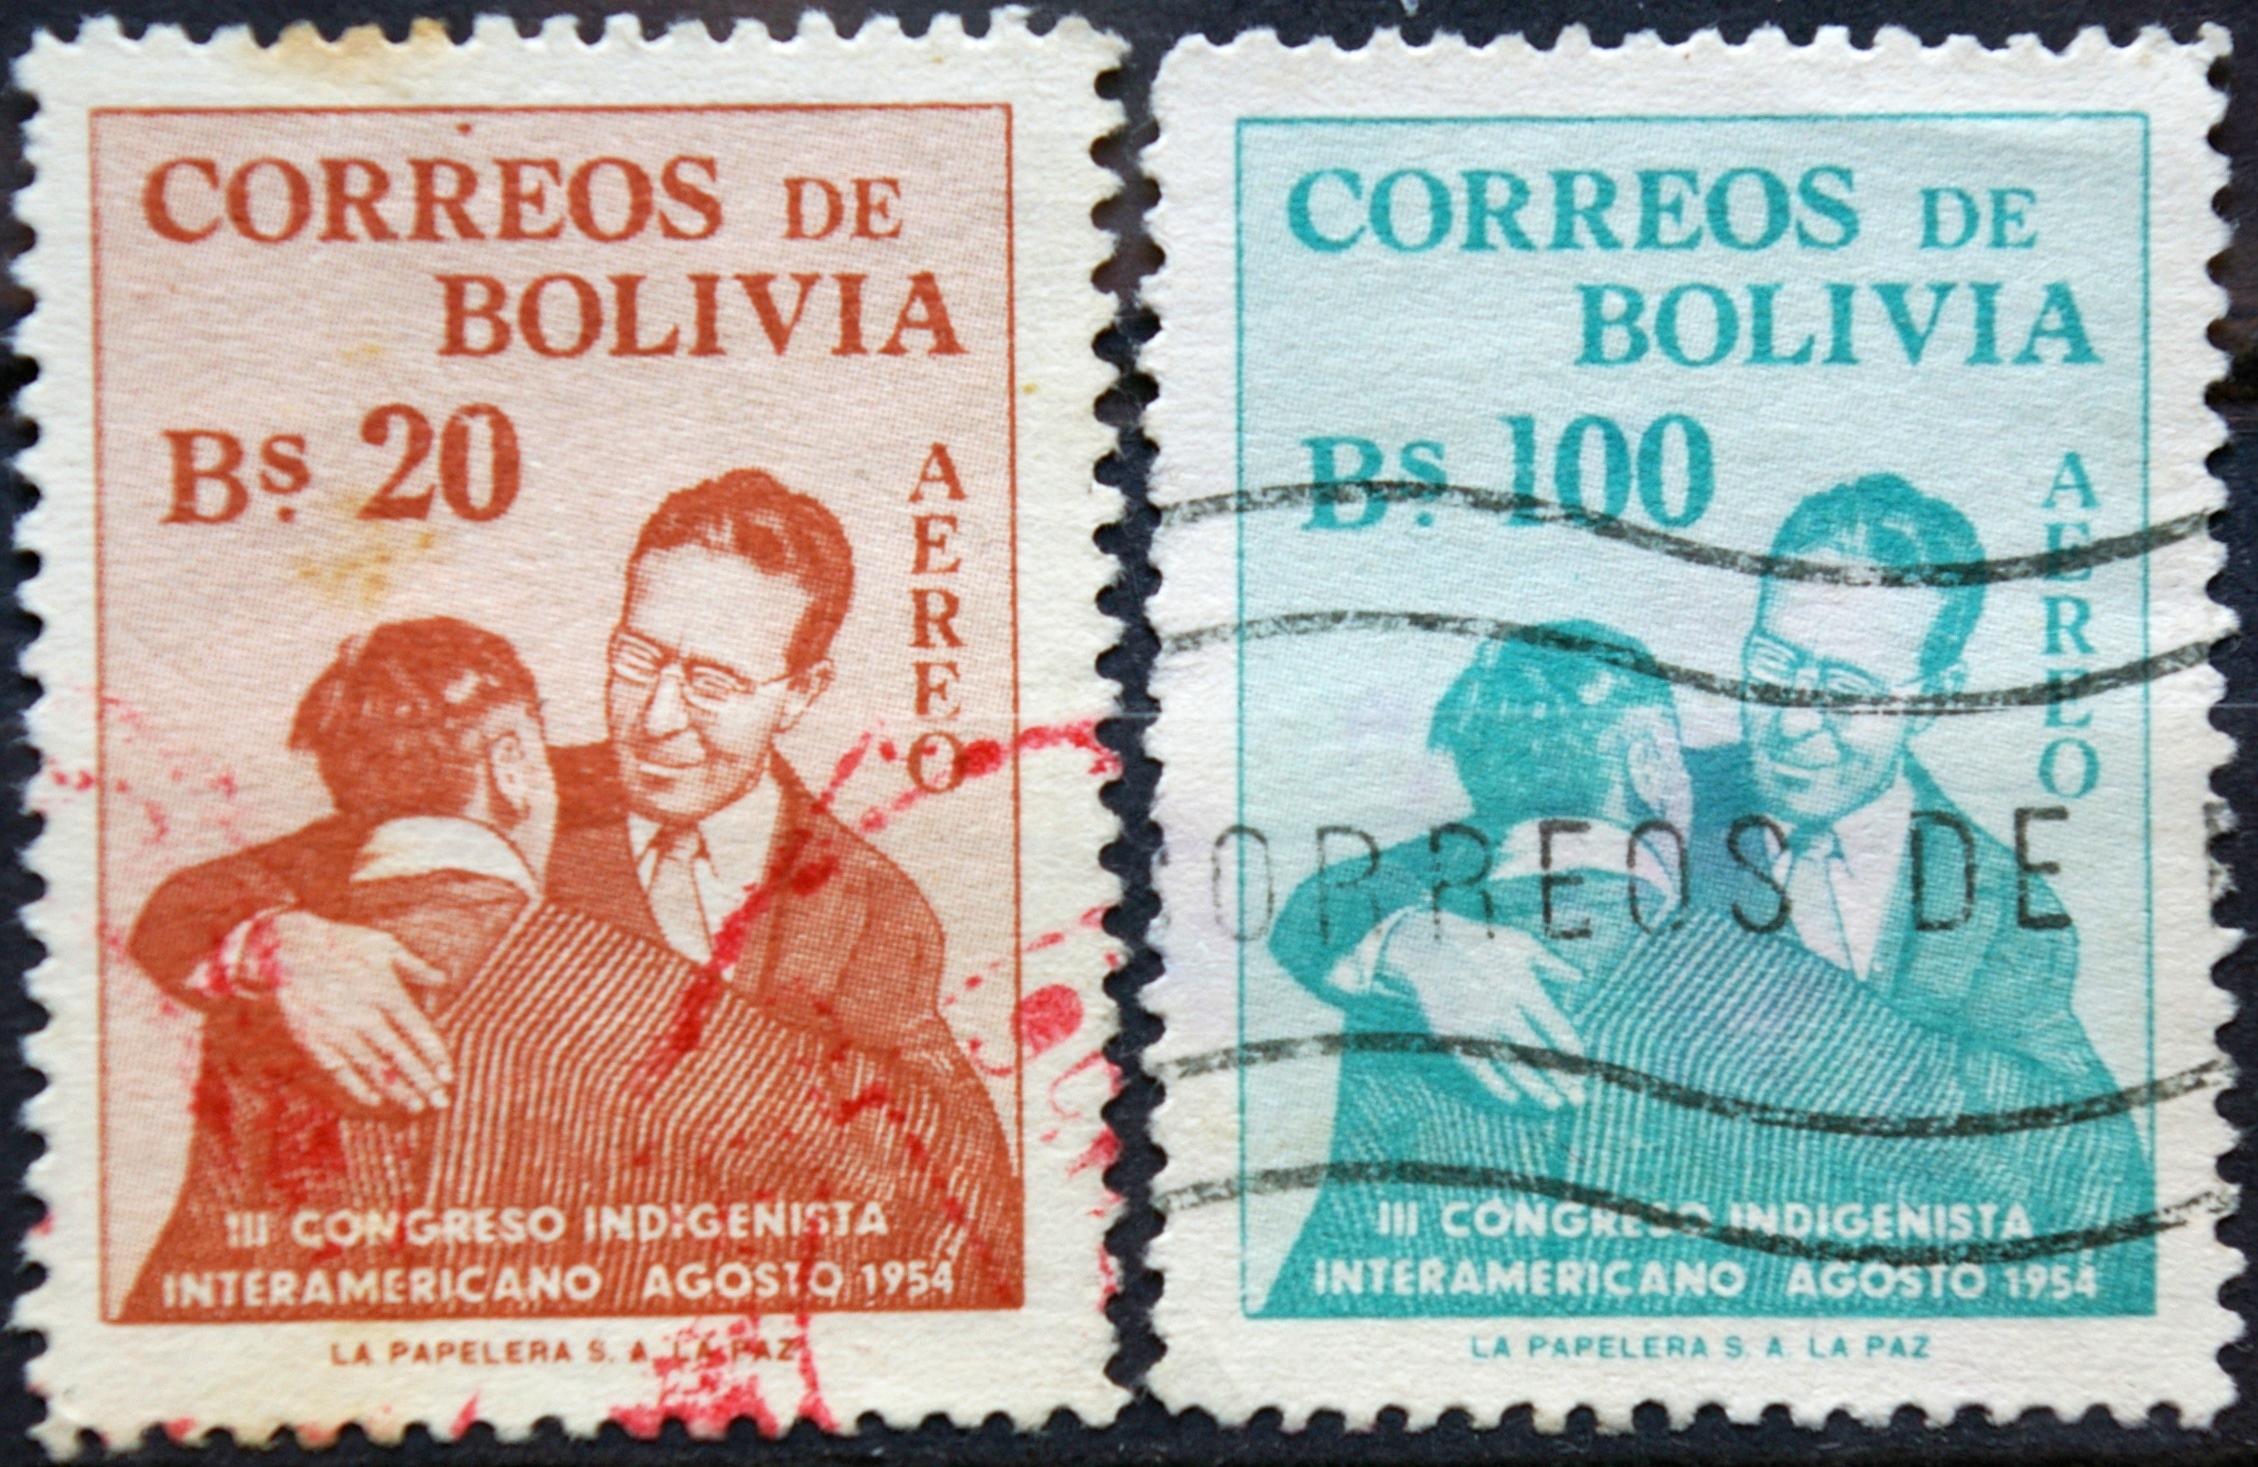 CORREOS DE
BOLIVIA
Bs. 20
AEREO
III CONGRESO INDIGENISTA
INTERAMERICANO AGOSTO 1954
LA PAPELERA S. A. LA PAZ
CORREOS DE
BOLIVIA
Bs. 100
AEREO
CORREOS DE
III CONGRESO INDIGENISTA
INTERAMERICANO AGOSTO 1954
LA PAPELERA S. A. LA PAZ